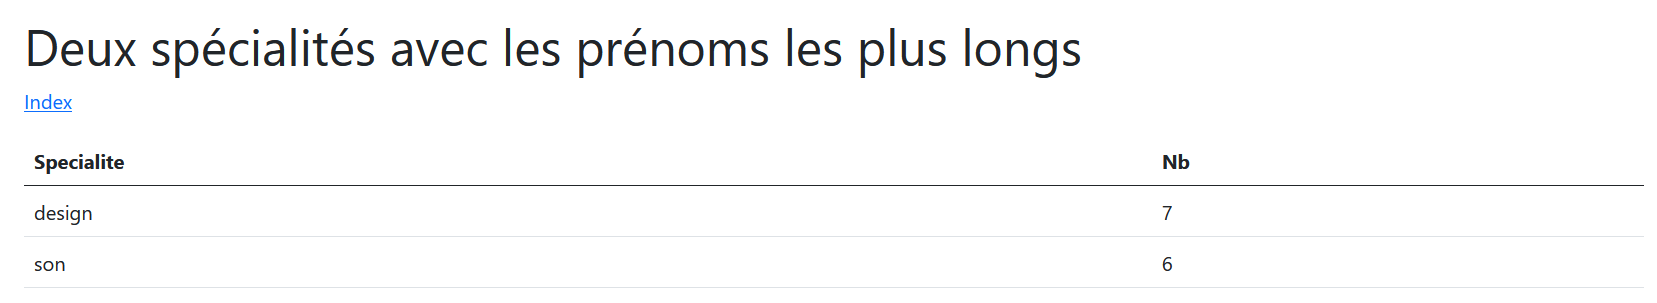 Deux spécialités avec les prénoms les plus longs
Index
Specialite Nb
design 7
son 6